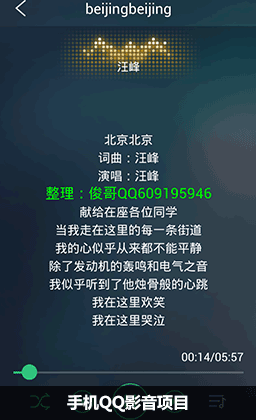 beijingbeijing
汪峰
北京北京
词曲：汪峰
演唱：汪峰
整理：俊哥QQ609195946
献给在座各位同学
当我走在这里的每一条街道
我的心似乎从来都不能平静
除了发动机的轰鸣和电气之音
我似乎听到了他烛骨般的心跳
我在这里欢笑
我在这里哭泣
00:14/05:57
手机QQ影音项目